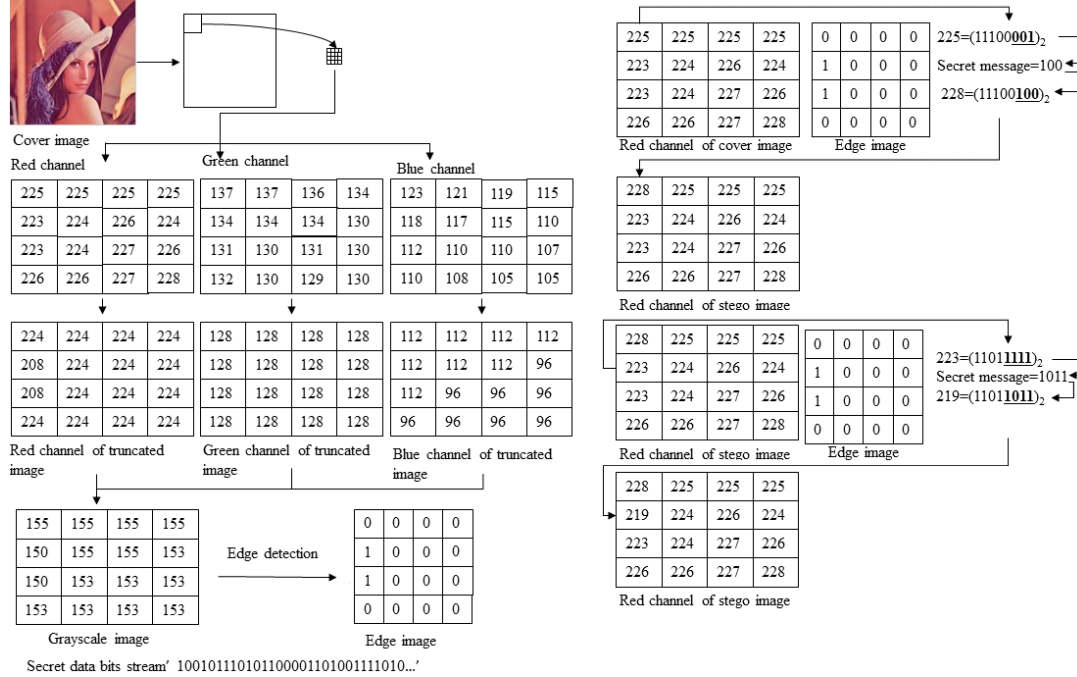 Cover image
Red channel
Green channel
Blue channel
225 225 225 225
223 224 226 224
223 224 227 226
226 226 227 228
137 137 136 134
134 134 134 130
131 130 131 130
132 130 129 130
123 121 119 115
118 117 115 110
112 110 110 107
110 108 105 105
224 224 224 224
208 224 224 224
208 224 224 224
224 224 224 224
128 128 128 128
128 128 128 128
128 128 128 128
128 128 128 128
112 112 112 112
112 112 112 96
112 96 96 96
96 96 96 96
Red channel of truncated
image
Green channel of truncated
image
Blue channel of truncated
image
155 155 155 155
150 155 155 153
150 153 153 153
153 153 153 153
Grayscale image
Edge detection
0 0 0 0
1 0 0 0
1 0 0 0
0 0 0 0
Edge image
Secret data bits stream' 100101110101100001101001111010...'
225 225 225 225
223 224 226 224
223 224 227 226
226 226 227 228
Red channel of cover image
0 0 0 0
1 0 0 0
1 0 0 0
0 0 0 0
Edge image
225=(11100001)2
Secret message=100
228=(11100100)2
228 225 225 225
223 224 226 224
223 224 227 226
226 226 227 228
Red channel of stego image
228 225 225 225
223 224 226 224
223 224 227 226
226 226 227 228
Red channel of stego image
0 0 0 0
1 0 0 0
1 0 0 0
0 0 0 0
Edge image
223=(11011111)2
Secret message=1011
219=(11011011)2
228 225 225 225
219 224 226 224
223 224 227 226
226 226 227 228
Red channel of stego image